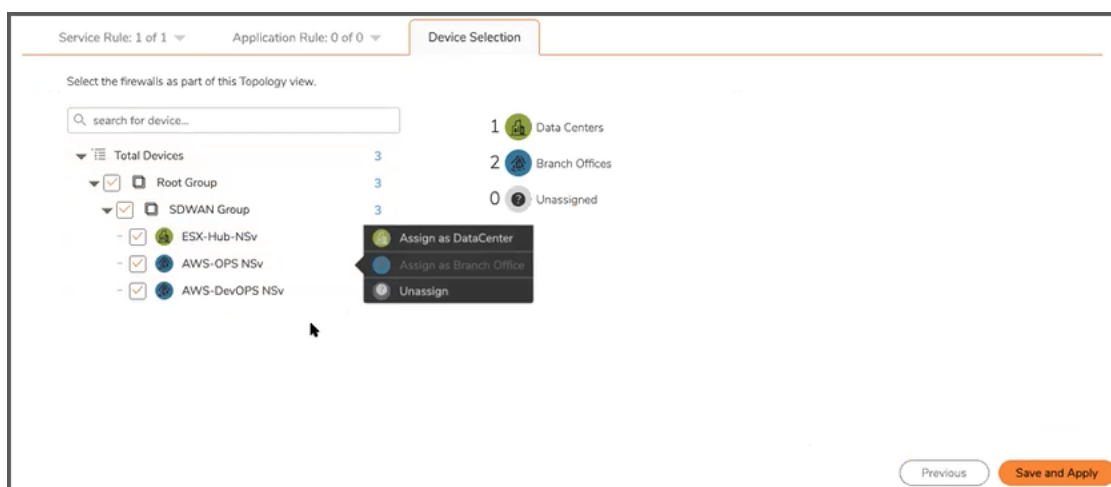 Service Rule: 1 of 1 Application Rule: 0 of 0 Device Selection
Select the firewalls as part of this Topology view.
search for device...
Total Devices 3
Root Group 3
SDWAN Group 3
ESX-Hub-NSv
AWS-OPS NSv
AWS-DevOPS NSv
1 Data Centers
2 Branch Offices
0 Unassigned
Assign as DataCenter
Assign as Branch Office
Unassign
Previous Save and Apply